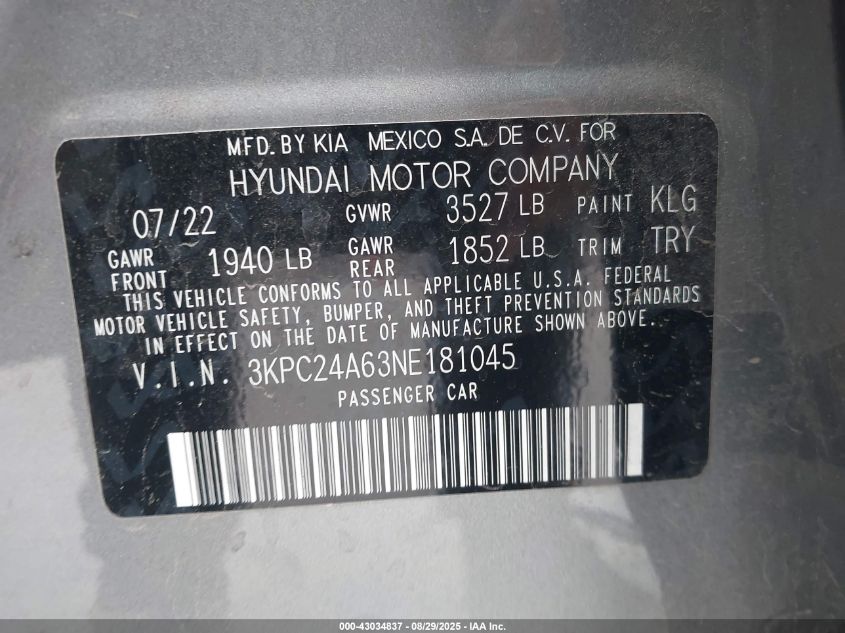 MFD. BY KIA MEXICO S.A. DE C.V. FOR
HYUNDAI MOTOR COMPANY
07/22 GVWR 3527 LB PAINT KLG
GAWR FRONT 1940 LB GAWR REAR 1852 LB TRIM TRY
THIS VEHICLE CONFORMS TO ALL APPLICABLE U.S.A. FEDERAL
MOTOR VEHICLE SAFETY, BUMPER, AND THEFT PREVENTION STANDARDS
IN EFFECT ON THE DATE OF MANUFACTURE SHOWN ABOVE.
V.I.N. 3KPC24A63NE181045
PASSENGER CAR
000-43034837 - 08/29/2025 - IAA Inc.